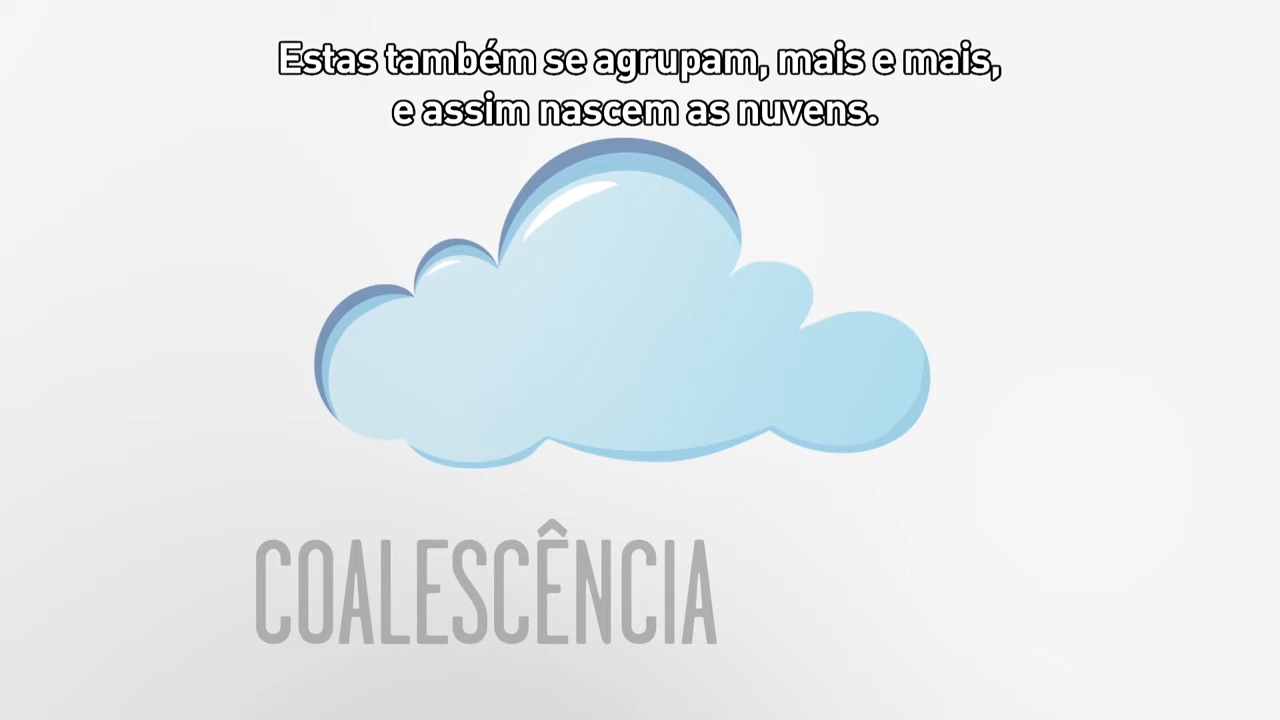 Estas também se agrupam, mais e mais,
e assim nascem as nuvens.
COALESCÊNCIA